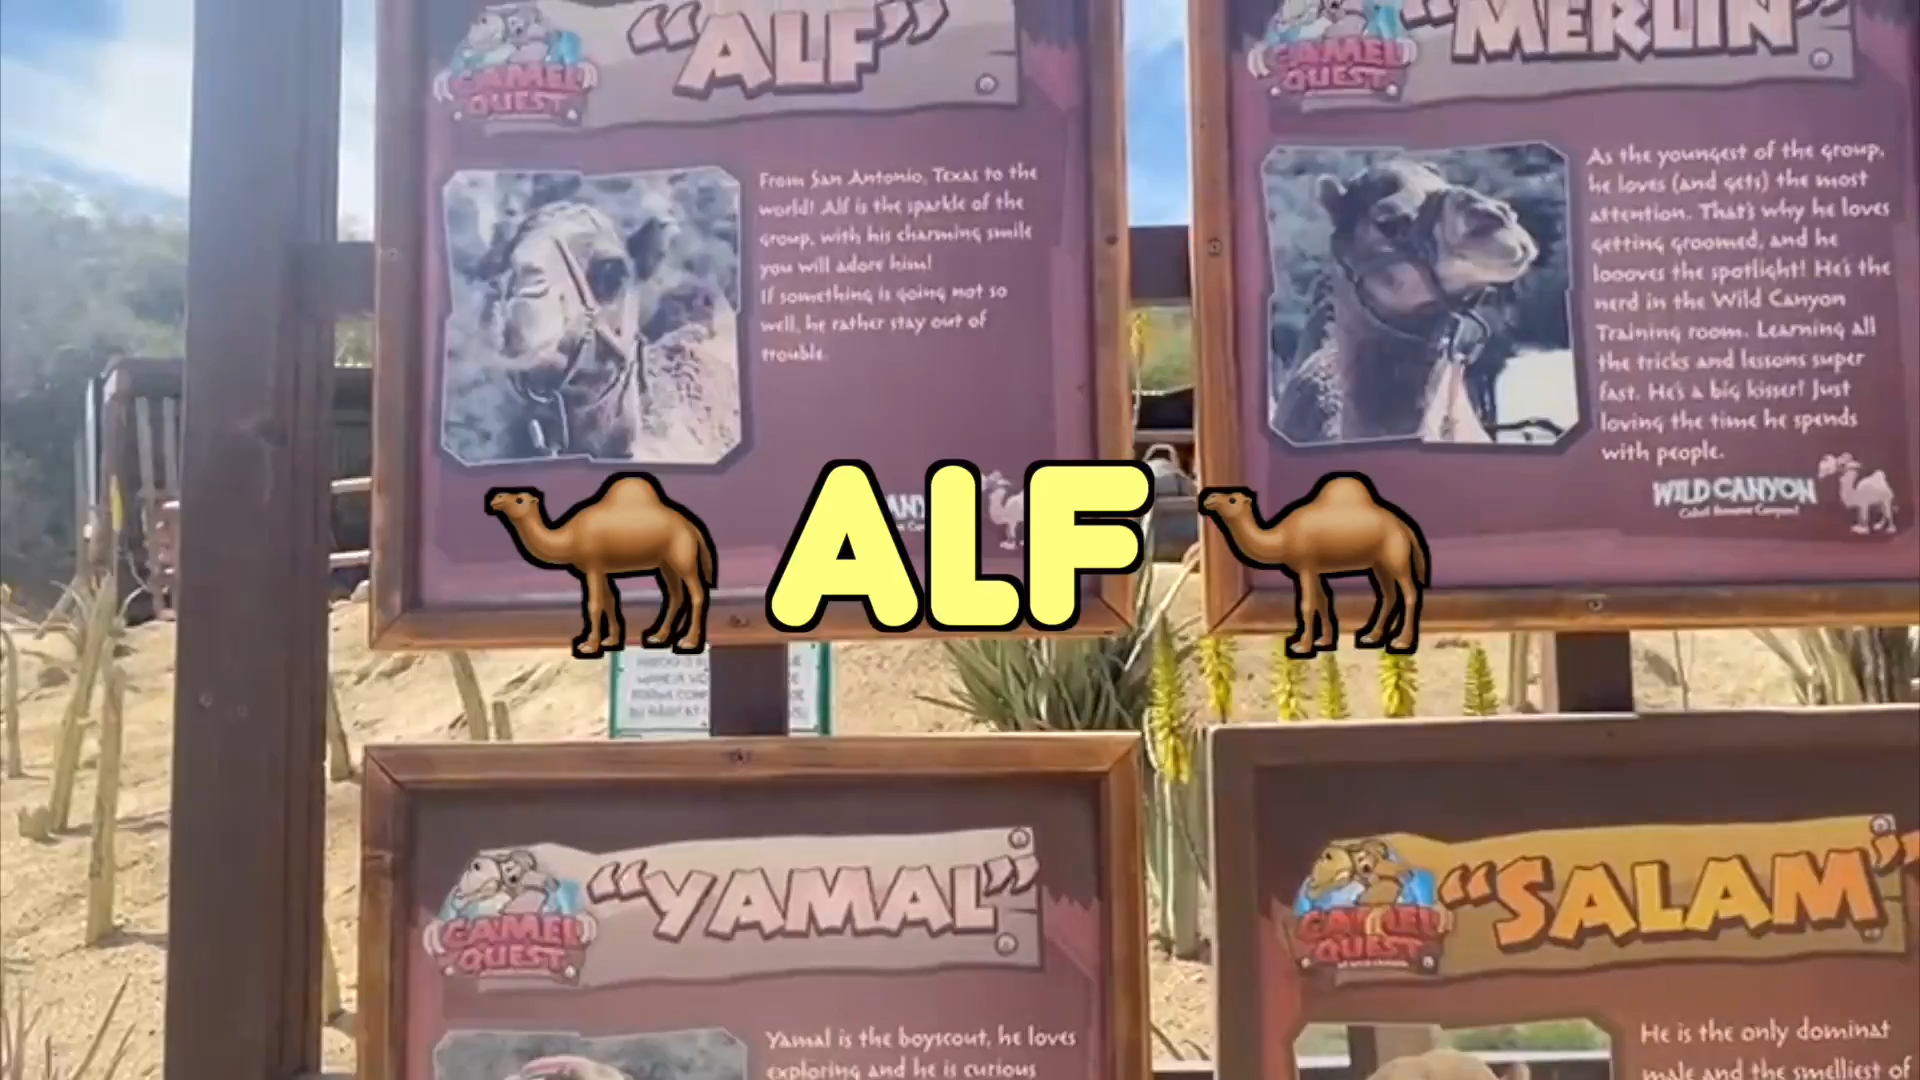 CAMEL
QUEST
"ALF"
From San Antonio, Texas to the
world! Alf is the sparkle of the
group, with his charming smile
you will adore him!
If something is going not so
well, he rather stay out of
trouble.
CAMEL
QUEST
"MERLIN"
As the youngest of the group,
he loves (and gets) the most
attention. That's why he loves
getting groomed, and he
loooves the spotlight! He's the
nerd in the Wild Canyon
Training room. Learning all
the tricks and lessons super
fast. He's a big kisser! Just
loving the time he spends
with people.
WILD CANYON
ALF
CAMEL
QUEST
"YAMAL"
Yamal is the boyscout, he loves
exploring and he is curious
CAMEL
QUEST
"SALAM"
He is the only dominat
male and the smelliest of